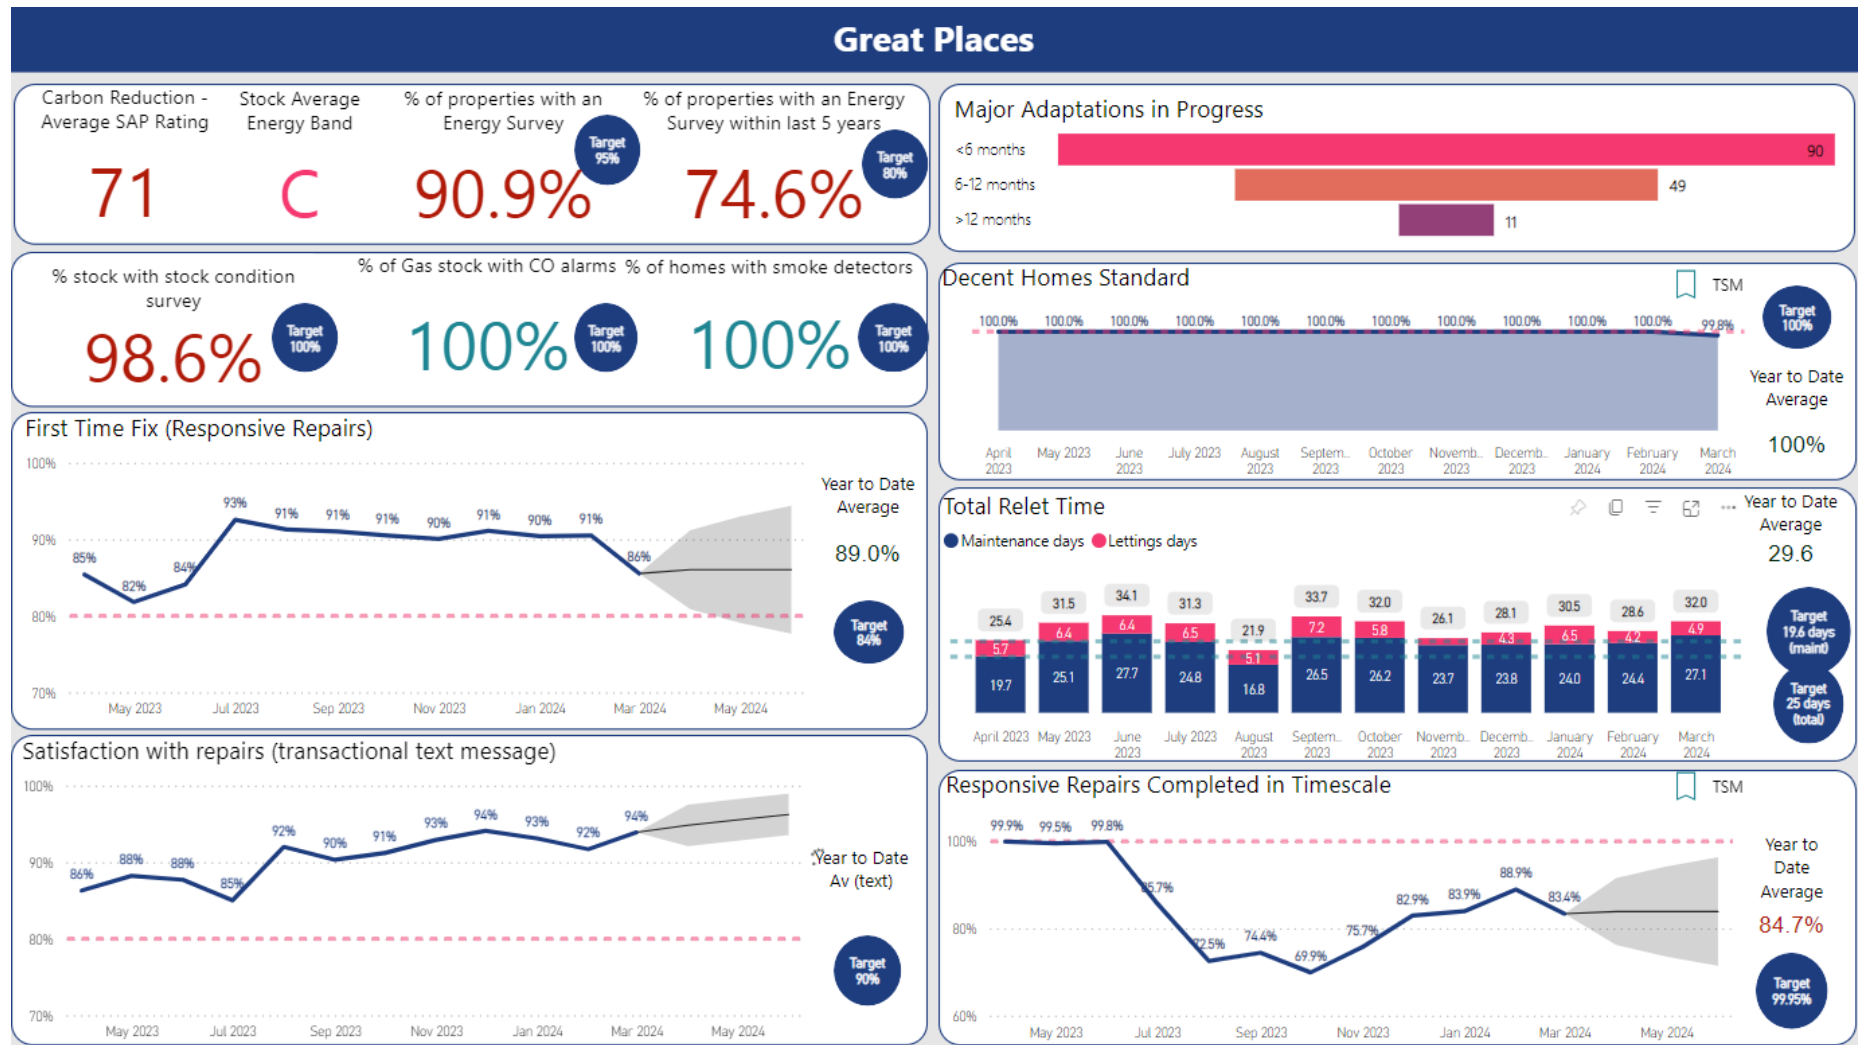 Great Places
Carbon Reduction -
Average SAP Rating
71
Stock Average
Energy Band
C
% of properties with an
Energy Survey
Target
95%
90.9%
% of properties with an Energy
Survey within last 5 years
Target
80%
74.6%
% stock with stock condition
survey
98.6%
Target
100%
% of Gas stock with CO alarms
100%
Target
100%
% of homes with smoke detectors
100%
Target
100%
First Time Fix (Responsive Repairs)
100%
90%
80%
70%
85%
82%
84%
93%
91%
91%
91%
90%
91%
90%
91%
86%
May 2023
Jul 2023
Sep 2023
Nov 2023
Jan 2024
Mar 2024
May 2024
Year to Date
Average
89.0%
Target
84%
Satisfaction with repairs (transactional text message)
100%
90%
80%
70%
86%
88%
88%
85%
92%
90%
91%
93%
94%
93%
92%
94%
May 2023
Jul 2023
Sep 2023
Nov 2023
Jan 2024
Mar 2024
May 2024
Year to Date
Av (text)
Target
90%
Major Adaptations in Progress
<6 months
90
6-12 months
49
>12 months
11
Decent Homes Standard
TSM
Target
100%
100.0%
100.0%
100.0%
100.0%
100.0%
100.0%
100.0%
100.0%
100.0%
100.0%
100.0%
99.8%
April
2023
May 2023
June
2023
July 2023
August
2023
Septem...
2023
October
2023
Novemb...
2023
Decemb...
2023
January
2024
February
2024
March
2024
Year to Date
Average
100%
Total Relet Time
Maintenance days
Lettings days
Year to Date
Average
29.6
25.4
31.5
34.1
31.3
21.9
33.7
32.0
26.1
28.1
30.5
28.6
32.0
5.7
6.4
6.4
6.5
5.1
7.2
5.8
4.3
6.5
4.2
4.9
19.7
25.1
27.7
24.8
16.8
26.5
26.2
23.7
23.8
24.0
24.4
27.1
April 2023
May 2023
June
2023
July 2023
August
2023
Septem...
2023
October
2023
Novemb...
2023
Decemb...
2023
January
2024
February
2024
March
2024
Target
19.6 days
(maint)
Target
25 days
(total)
Responsive Repairs Completed in Timescale
TSM
100%
80%
60%
99.9%
99.5%
99.8%
85.7%
72.5%
74.4%
69.9%
75.7%
82.9%
83.9%
88.9%
83.4%
May 2023
Jul 2023
Sep 2023
Nov 2023
Jan 2024
Mar 2024
May 2024
Year to
Date
Average
84.7%
Target
99.95%